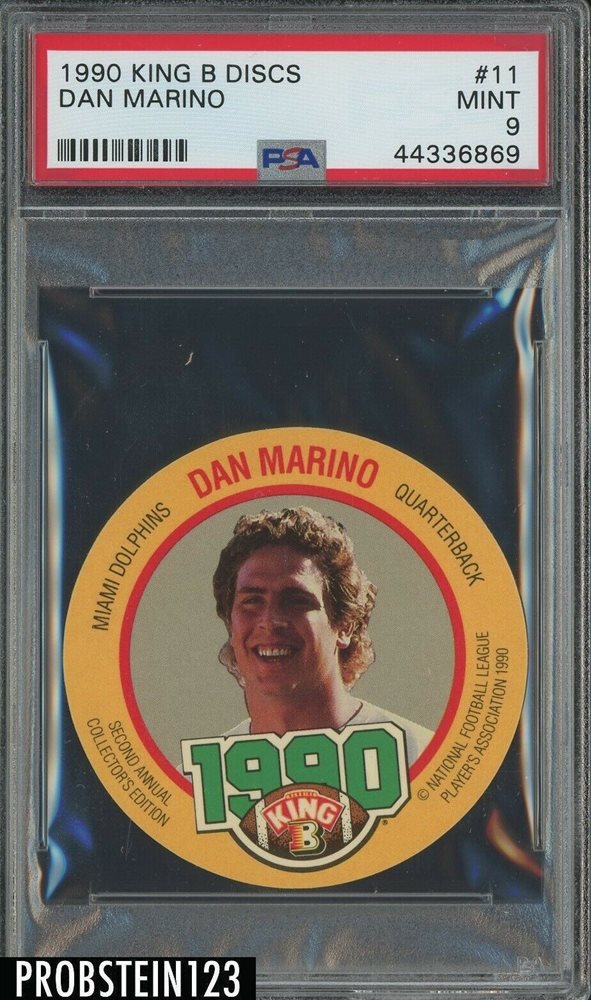 1990 KING B DISCS #11
DAN MARINO MINT
9
PSA 44336869
DAN MARINO
MIAMI DOLPHINS
QUARTERBACK
SECOND ANNUAL
COLLECTOR'S EDITION
© NATIONAL FOOTBALL LEAGUE
PLAYER'S ASSOCIATION 1990
1990
KING
B
®
PROBSTEIN123